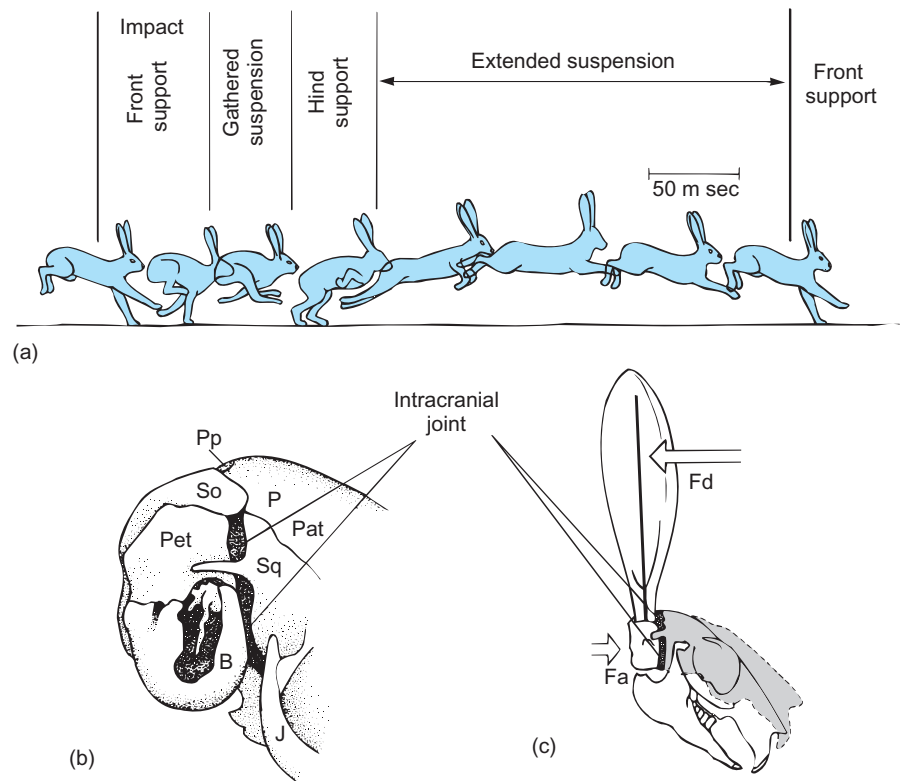 Impact
Front
support
Gathered
suspension
Hind
support
Extended suspension
Front
support
50 m sec
(a)
Intracranial
joint
Pp
So
P
Pat
Pet
Sq
B
J
(b)
Fd
Fa
(c)